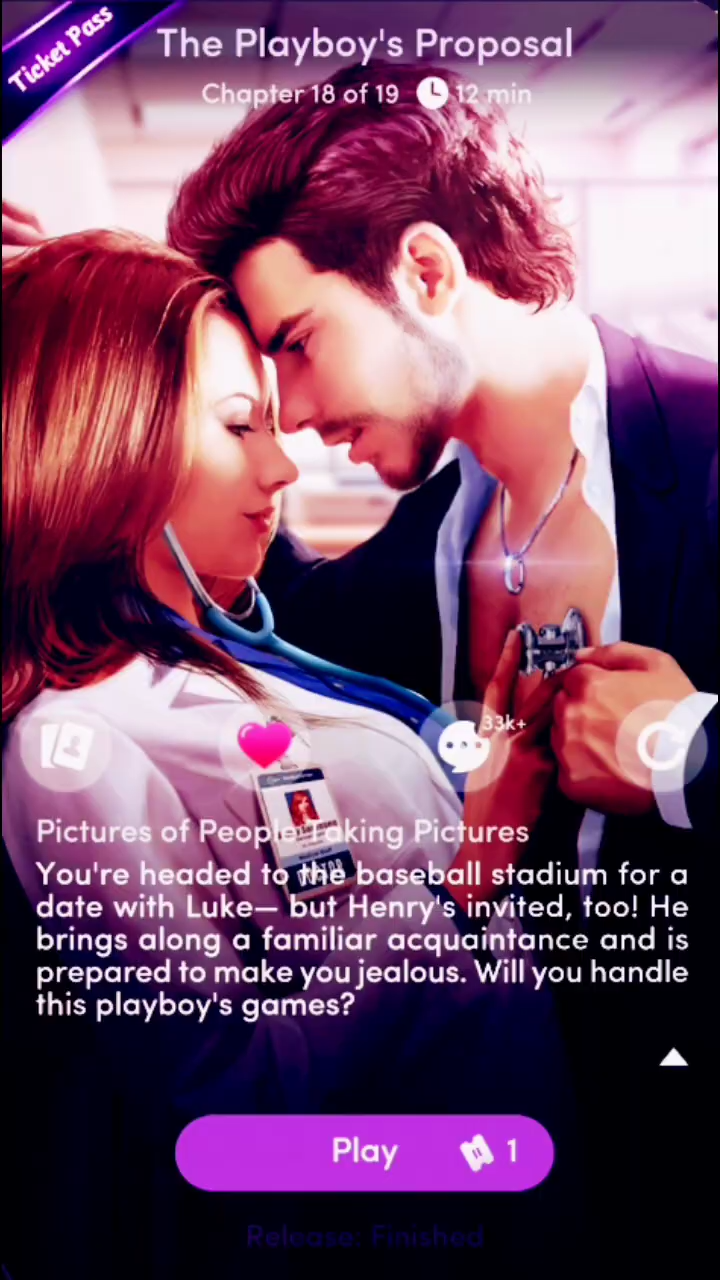 Ticket Pass
The Playboy's Proposal
Chapter 18 of 19 12 min
33k+
Pictures of People Taking Pictures
You're headed to the baseball stadium for a
date with Luke— but Henry's invited, too! He
brings along a familiar acquaintance and is
prepared to make you jealous. Will you handle
this playboy's games?
Play 1
Release: Finished